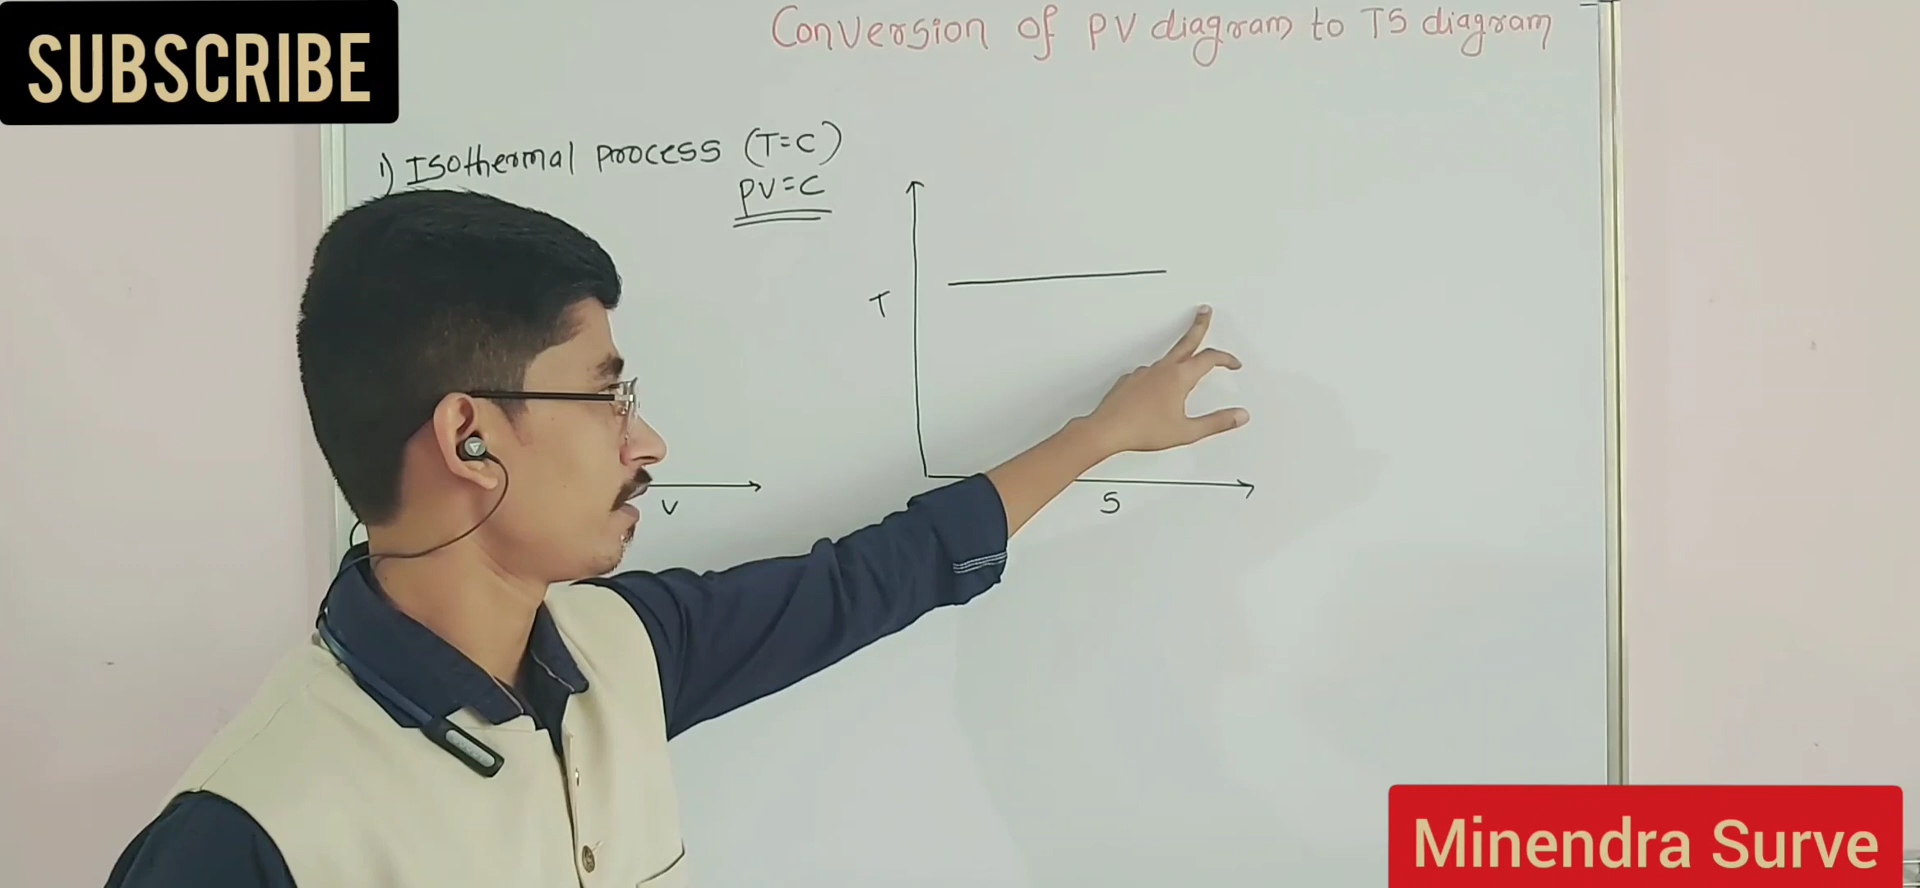 SUBSCRIBE
Conversion of PV diagram to TS diagram
1) Isothermal process (T=C)
PV=C
T
V
S
Minendra Surve